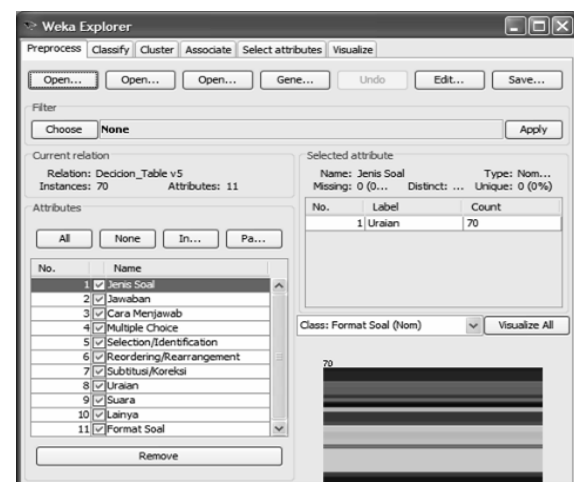 Weka Explorer
Preprocess Classify Cluster Associate Select attributes Visualize
Open... Open... Open... Gene... Undo Edit... Save...
Filter
Choose None Apply
Current relation
Relation: Decicion_Table v5
Instances: 70 Attributes: 11
Attributes
All None In... Pa...
No. Name
1 Jenis Soal
2 Jawaban
3 Cara Menjawab
4 Multiple Choice
5 Selection/Identification
6 Reordering/Rearrangement
7 Subtitusi/Koreksi
8 Uraian
9 Suara
10 Lainya
11 Format Soal
Remove
Selected attribute
Name: Jenis Soal Type: Nom...
Missing: 0 (0... Distinct: ... Unique: 0 (0%)
No. Label Count
1 Uraian 70
Class: Format Soal (Nom) Visualize All
70